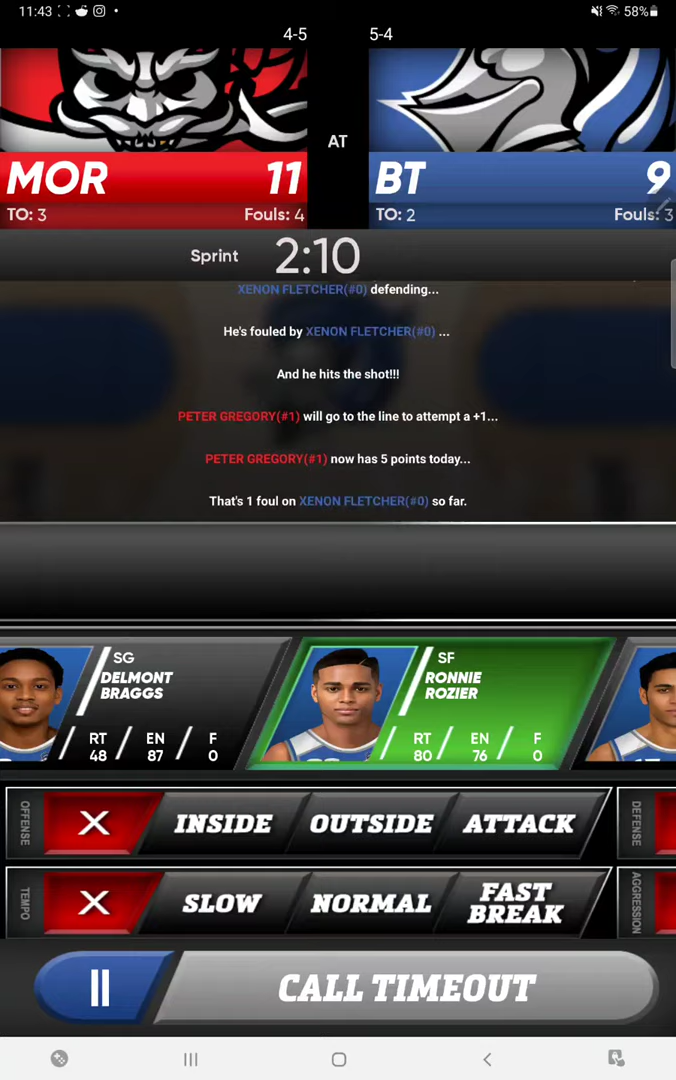 11:43
58%
4-5
5-4
AT
MOR 11
BT 9
TO: 3
Fouls: 4
TO: 2
Fouls: 3
Sprint 2:10
XENON FLETCHER(#0) defending...
He's fouled by XENON FLETCHER(#0) ...
And he hits the shot!!!
PETER GREGORY(#1) will go to the line to attempt a +1...
PETER GREGORY(#1) now has 5 points today...
That's 1 foul on XENON FLETCHER(#0) so far.
SG
DELMONT
BRAGGS
RT EN F
48 87 0
SF
RONNIE
ROZIER
RT EN F
80 76 0
OFFENSE
X
INSIDE
OUTSIDE
ATTACK
DEFENSE
TEMPO
X
SLOW
NORMAL
FAST
BREAK
AGGRESSION
CALL TIMEOUT